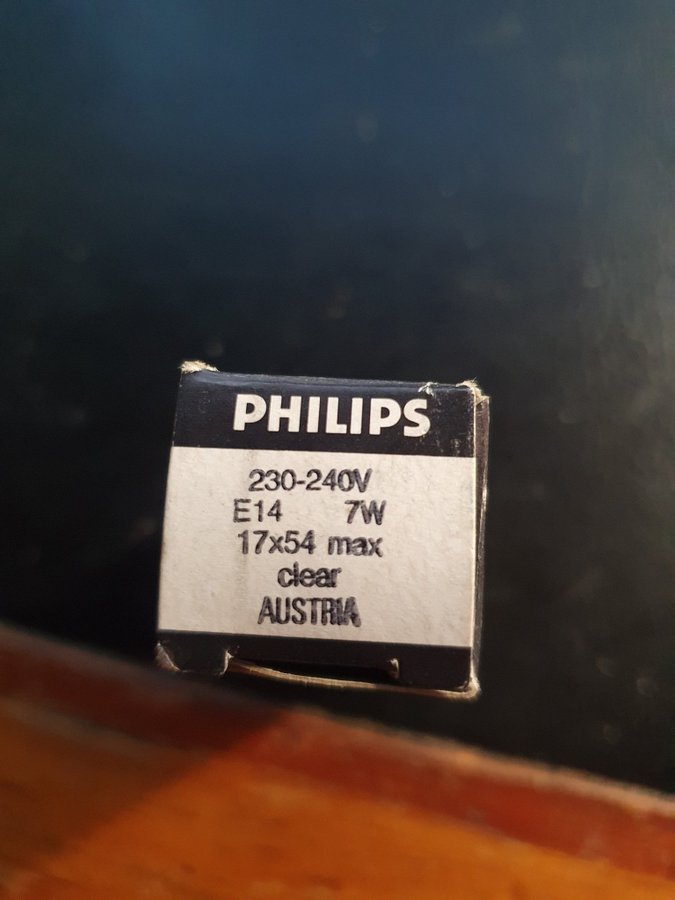 PHILIPS
230-240V
E14 7W
17x54 max
clear
AUSTRIA